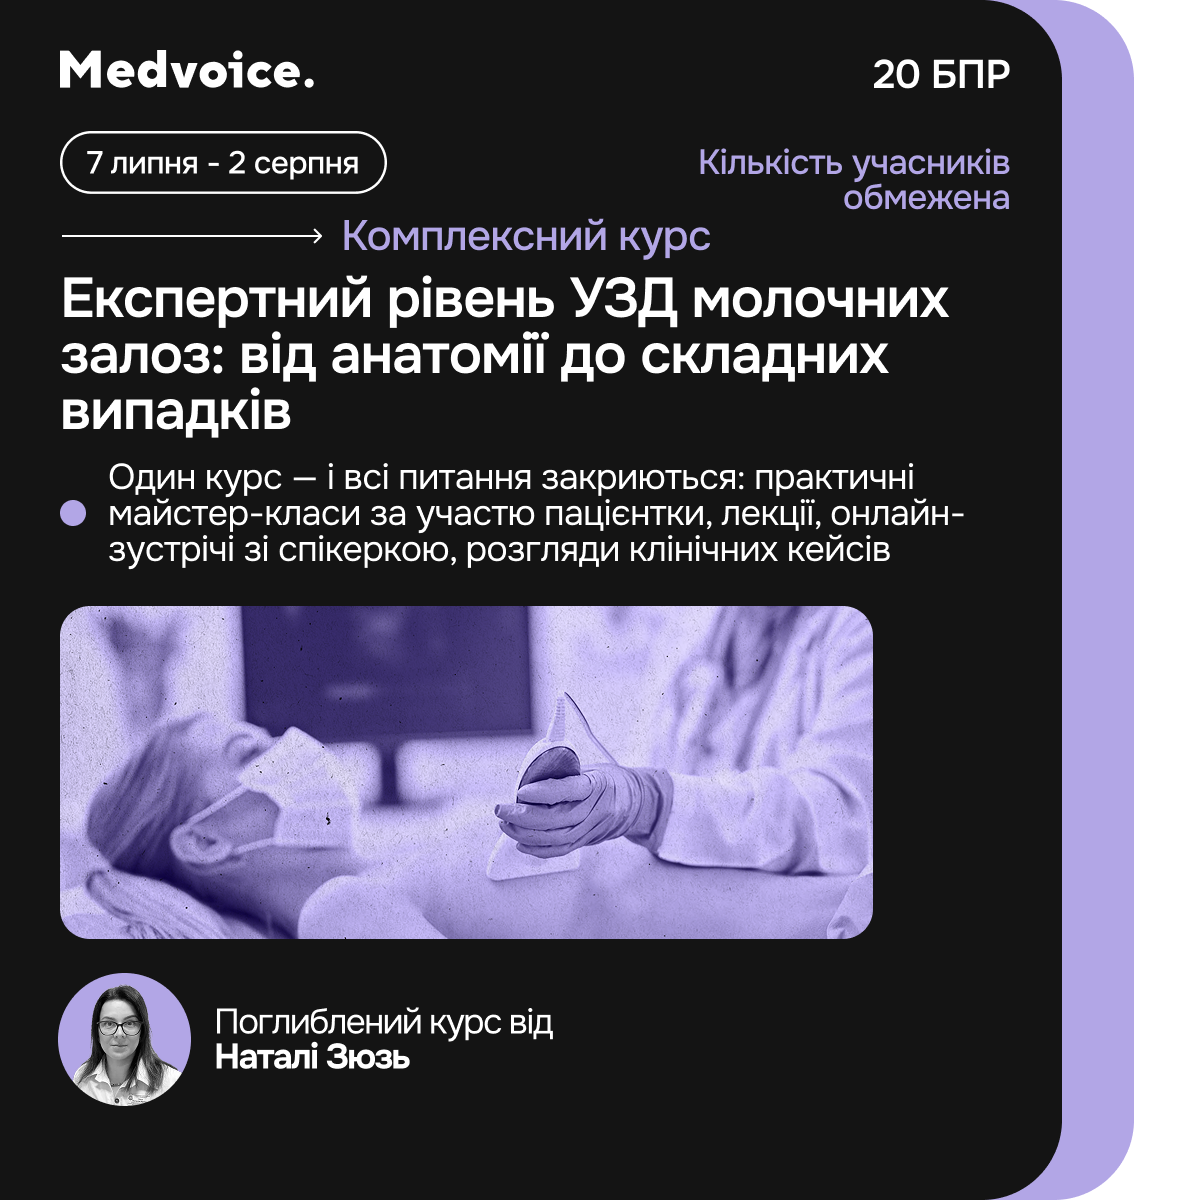 Medvoice.
20 БПР
7 липня - 2 серпня
Кількість учасників
обмежена
Комплексний курс
Експертний рівень УЗД молочних
залоз: від анатомії до складних
випадків
Один курс — і всі питання закриються: практичні
майстер-класи за участю пацієнтки, лекції, онлайн-
зустрічі зі спікеркою, розгляди клінічних кейсів
Поглиблений курс від
Наталі Зюзь